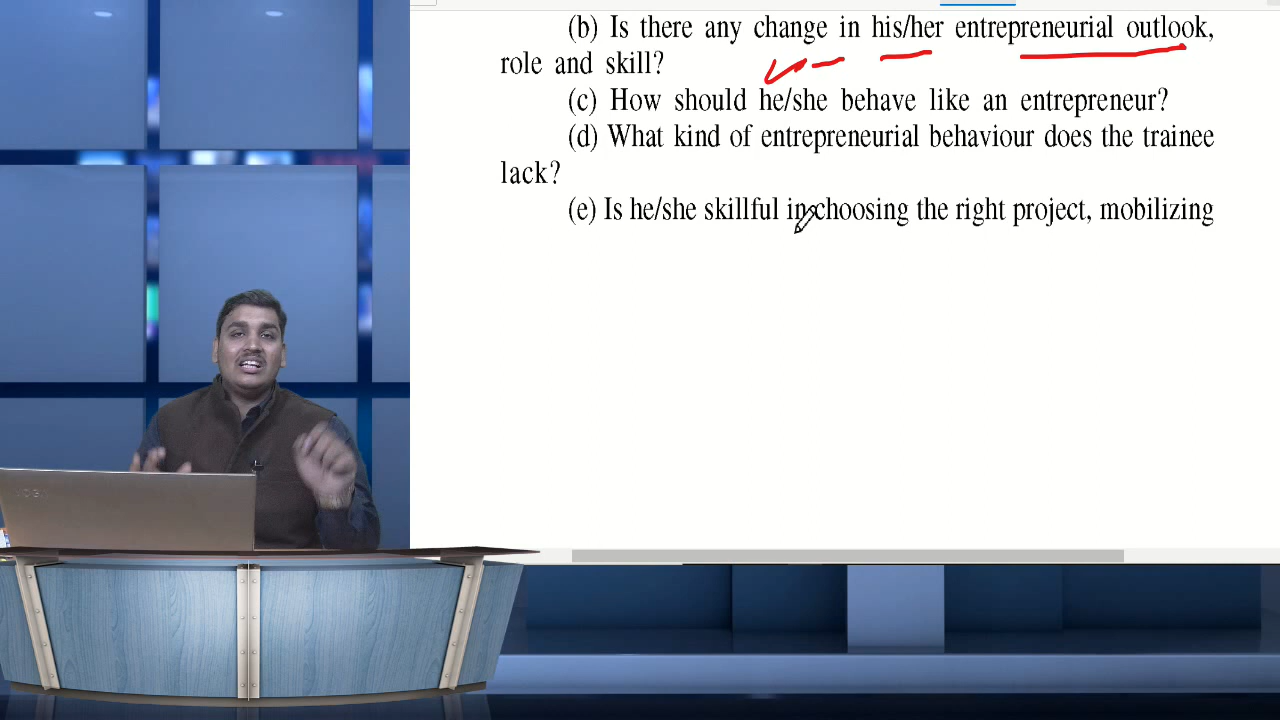 (b) Is there any change in his/her entrepreneurial outlook,
role and skill?
(c) How should he/she behave like an entrepreneur?
(d) What kind of entrepreneurial behaviour does the trainee
lack?
(e) Is he/she skillful in choosing the right project, mobilizing